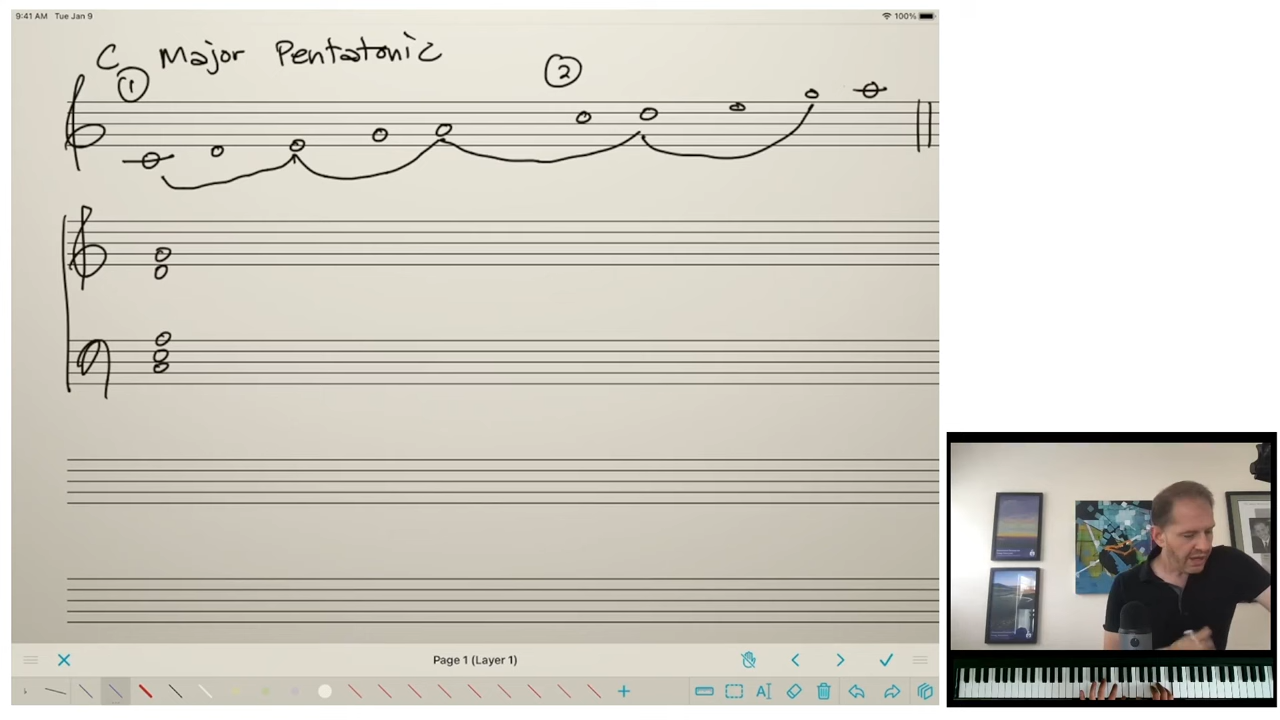 9:41 AM Tue Jan 9
100%
C Major Pentatonic
1
2
Page 1 (Layer 1)
A